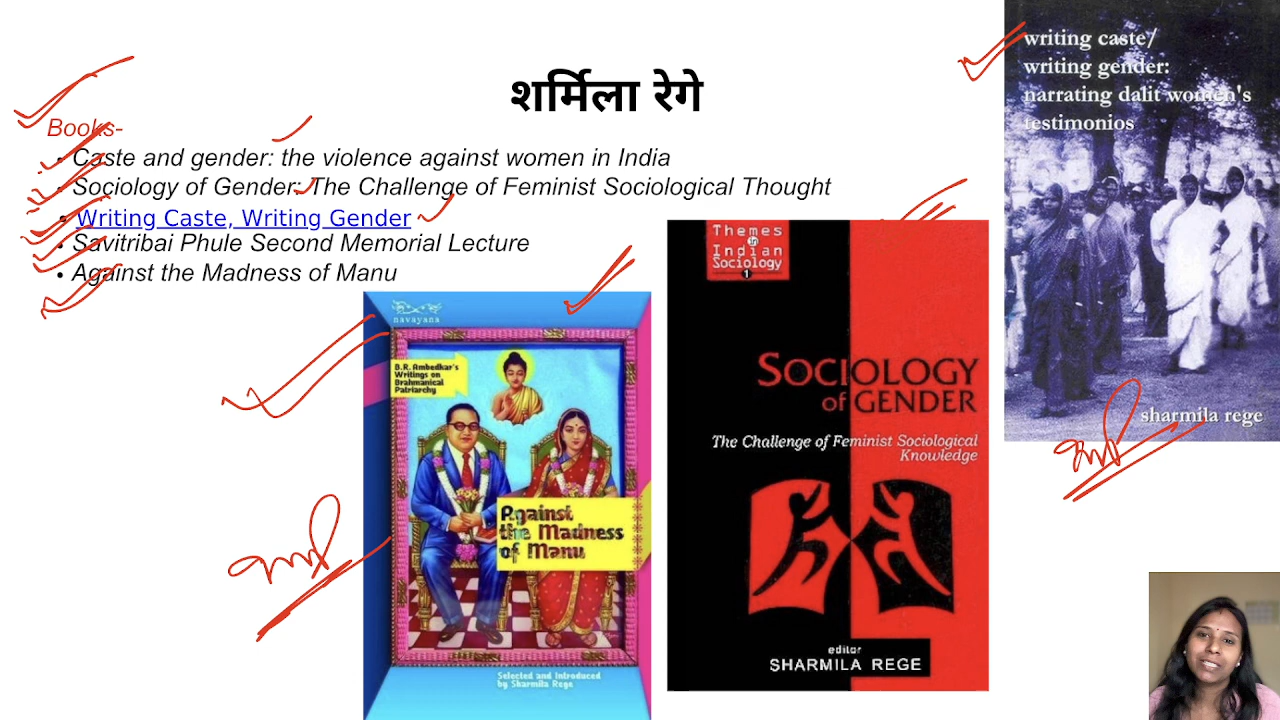 शर्मिला रेगे
Books-
• Caste and gender: the violence against women in India
• Sociology of Gender: The Challenge of Feminist Sociological Thought
• Writing Caste, Writing Gender
• Savitribai Phule Second Memorial Lecture
• Against the Madness of Manu
navayana
B.R. Ambedkar's
Writings on
Brahmanical
Patriarchy
Against
the Madness
of Manu
Selected and Introduced
by Sharmila Rege
Themes
in
Indian
Sociology
1
SOCIOLOGY
of GENDER
The Challenge of Feminist Sociological
Knowledge
editor
SHARMILA REGE
writing caste/
writing gender:
narrating dalit women's
testimonios
sharmila rege